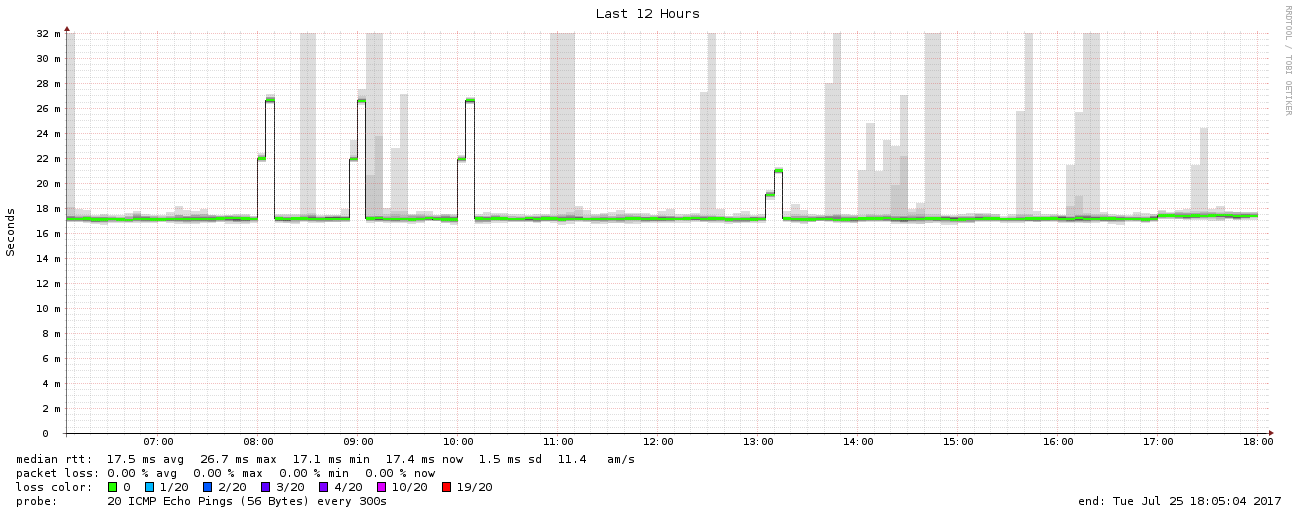 Last 12 Hours
RRDTOOL / TOBI OETIKER
Seconds
32 m
30 m
28 m
26 m
24 m
22 m
20 m
18 m
16 m
14 m
12 m
10 m
8 m
6 m
4 m
2 m
0
07:00 08:00 09:00 10:00 11:00 12:00 13:00 14:00 15:00 16:00 17:00 18:00
median rtt: 17.5 ms avg 26.7 ms max 17.1 ms min 17.4 ms now 1.5 ms sd 11.4 am/s
packet loss: 0.00 % avg 0.00 % max 0.00 % min 0.00 % now
loss color: 0 1/20 2/20 3/20 4/20 10/20 19/20
probe: 20 ICMP Echo Pings (56 Bytes) every 300s end: Tue Jul 25 18:05:04 2017